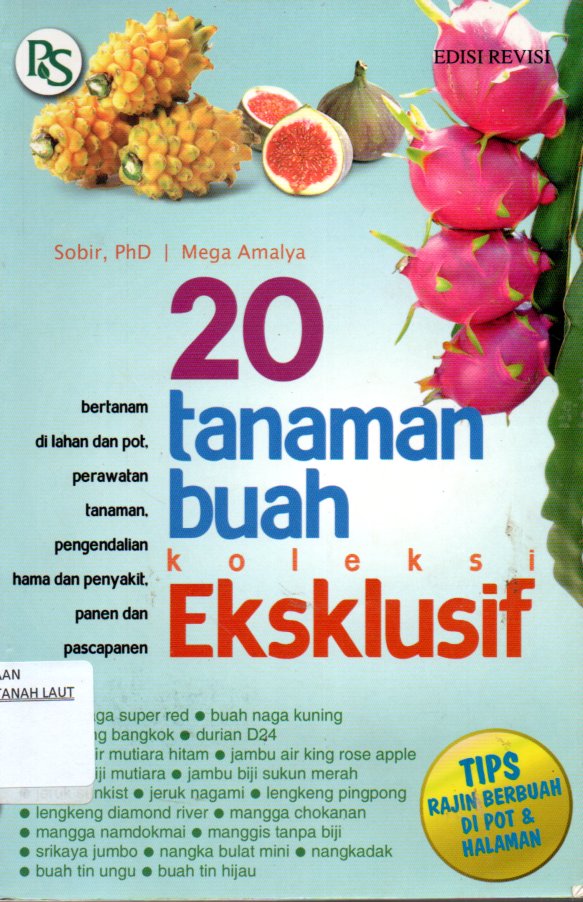 PS
EDISI REVISI
Sobir, PhD | Mega Amalya
20
tanaman
buah
koleksi
Eksklusif
bertanam
di lahan dan pot,
perawatan
tanaman,
pengendalian
hama dan penyakit,
panen dan
pascapanen
TANAH LAUT
super red ● buah naga kuning
bangkok ● durian D24
mutiara hitam ● jambu air king rose apple
mutiara ● jambu biji sukun merah
● jeruk nagami ● lengkeng pingpong
● lengkeng diamond river ● mangga chokanan
● mangga namdokmai ● manggis tanpa biji
● srikaya jumbo ● nangka bulat mini ● nangkadak
● buah tin ungu ● buah tin hijau
TIPS
RAJIN BERBUAH
DI POT &
HALAMAN